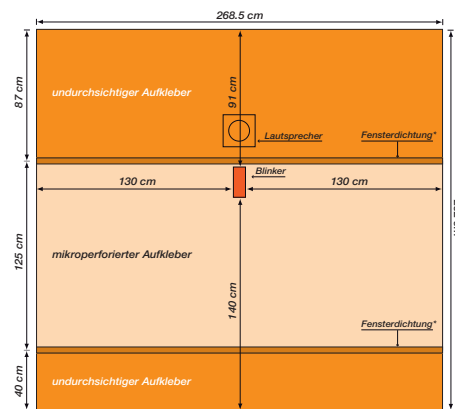 268.5 cm
87 cm
91 cm
undurchsichtiger Aufkleber
Lautsprecher
Fensterdichtung*
Blinker
130 cm
130 cm
125 cm
mikroperforierter Aufkleber
140 cm
Fensterdichtung*
40 cm
undurchsichtiger Aufkleber